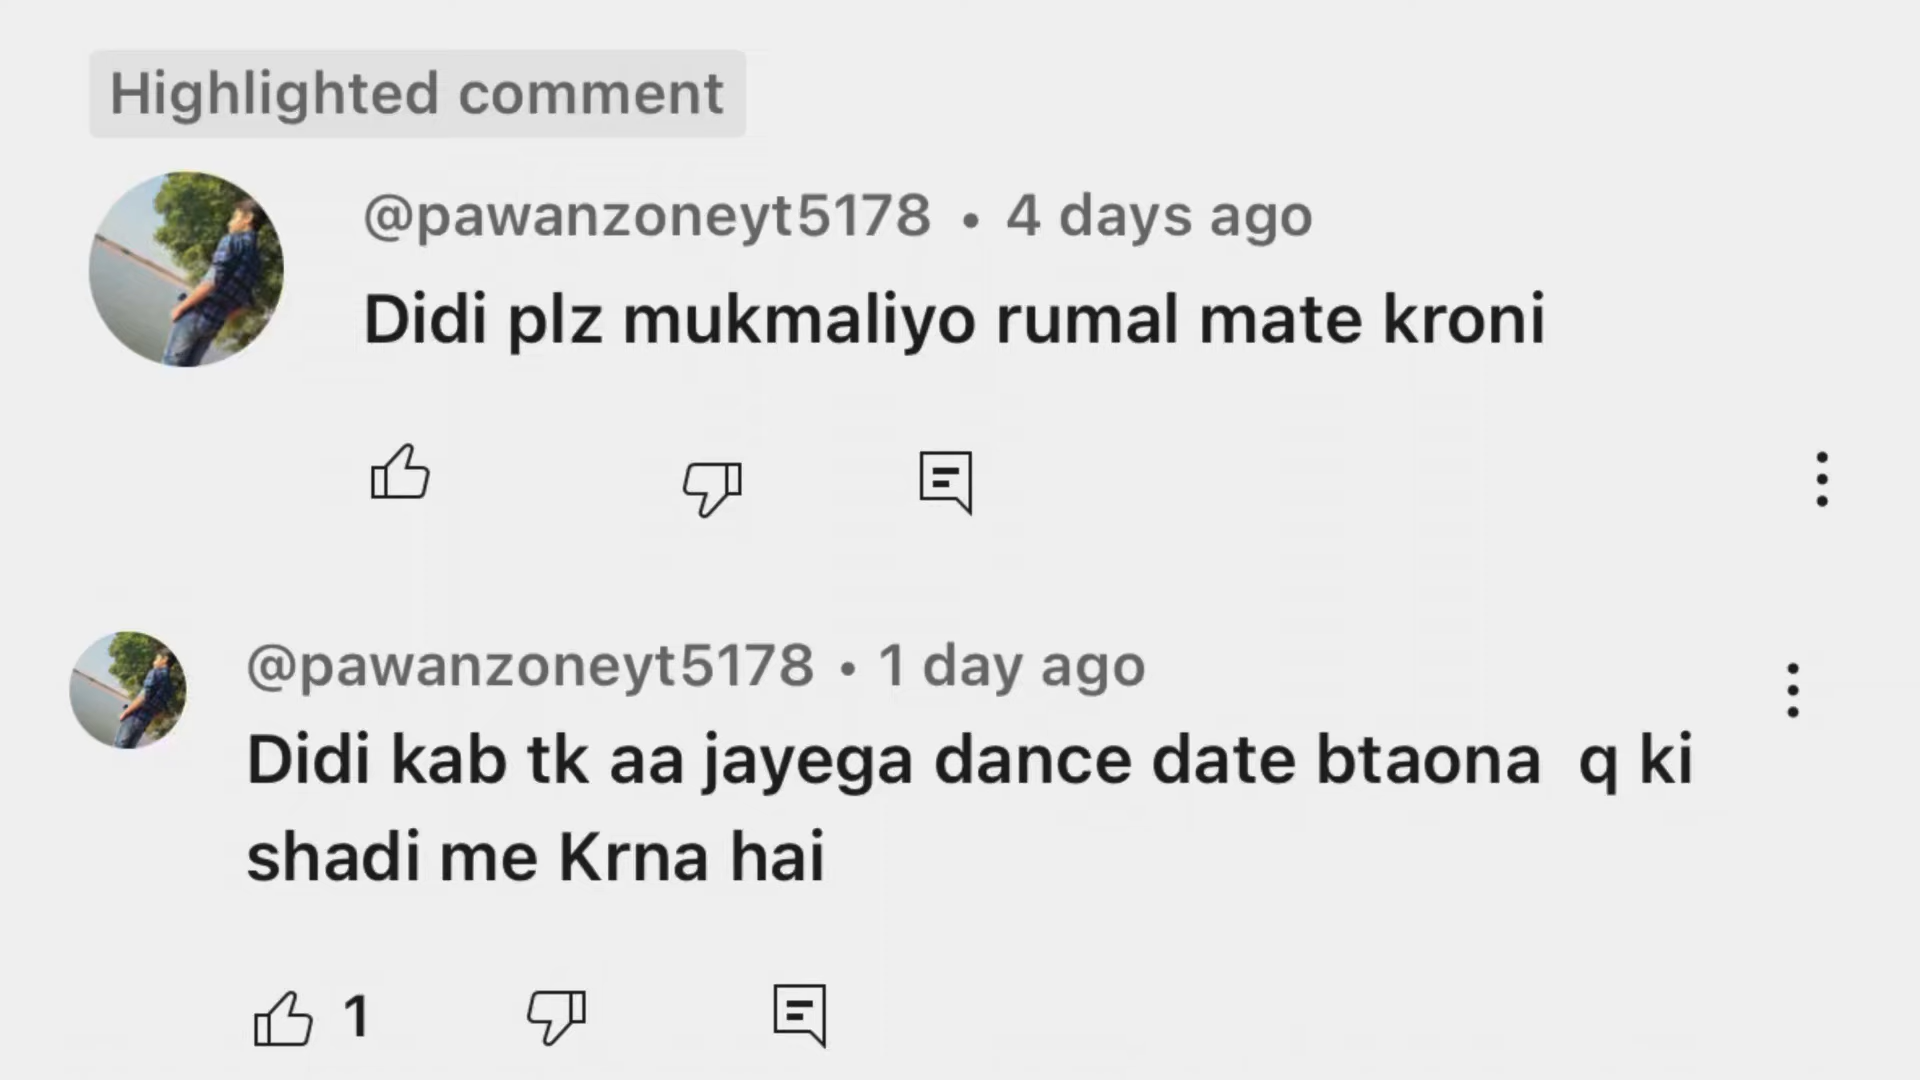 Highlighted comment
@pawanzoneyt5178 • 4 days ago
Didi plz mukmaliyo rumal mate kroni
@pawanzoneyt5178 • 1 day ago
Didi kab tk aa jayega dance date btaona  q ki
shadi me Krna hai
1